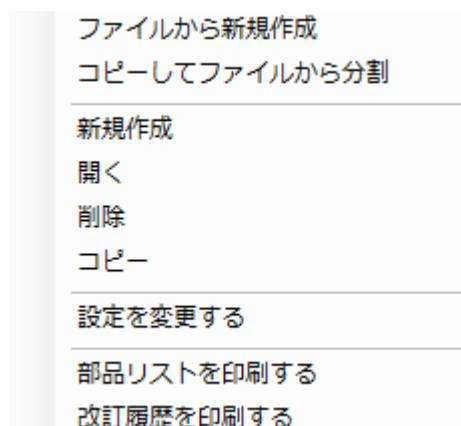 ファイルから新規作成
コピーしてファイルから分割
新規作成
開く
削除
コピー
設定を変更する
部品リストを印刷する
改訂履歴を印刷する